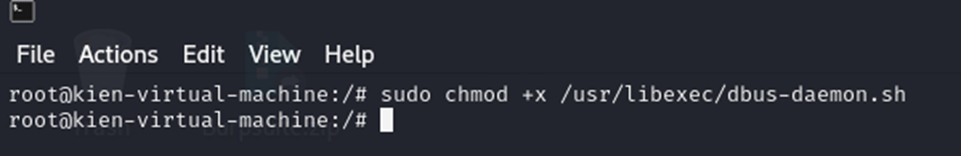 File Actions Edit View Help
root@kien-virtual-machine:/# sudo chmod +x /usr/libexec/dbus-daemon.sh
root@kien-virtual-machine:/#